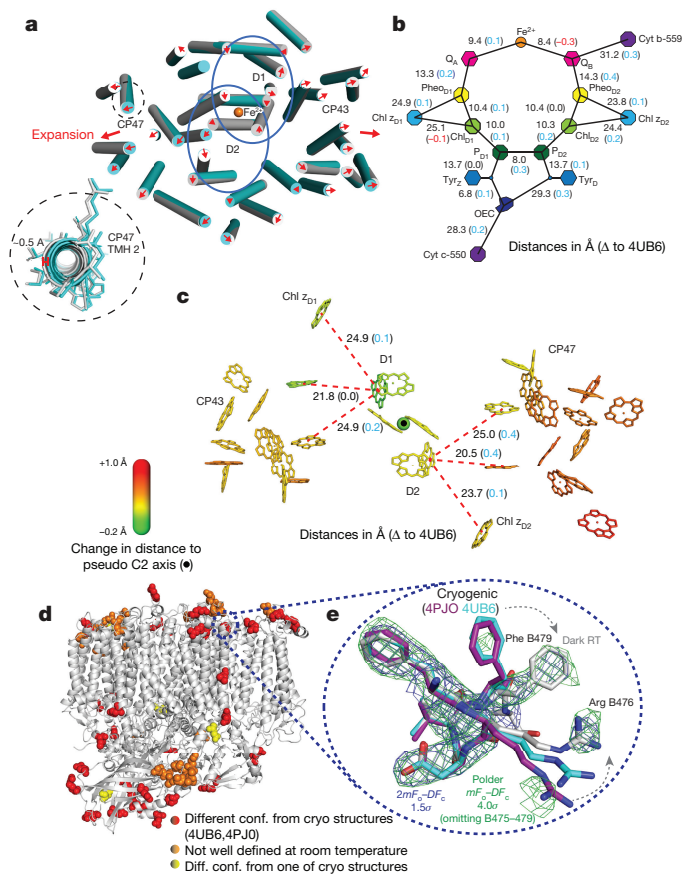 a
D1
Fe2+
CP43
CP47
Expansion
D2
−0.5 Å
CP47
TMH 2
b
Fe2+
9.4 (0.1)
8.4 (−0.3)
Cyt b-559
QA
QB
31.2 (0.3)
13.3 (0.2)
14.3 (0.4)
PheoD1
PheoD2
24.9 (0.1)
10.4 (0.1)
10.4 (0.0)
23.8 (0.1)
Chl zD1
Chl zD2
25.1 (−0.1)
ChlD1
10.0 (0.1)
10.3 (0.2)
ChlD2
24.4 (0.2)
PD1
PD2
13.7 (0.0)
8.0 (0.3)
13.7 (0.1)
TyrZ
TyrD
6.8 (0.1)
29.3 (0.3)
OEC
28.3 (0.2)
Cyt c-550
Distances in Å (Δ to 4UB6)
c
Chl zD1
24.9 (0.1)
D1
CP47
21.8 (0.0)
CP43
24.9 (0.2)
25.0 (0.4)
20.5 (0.4)
D2
23.7 (0.1)
Chl zD2
Distances in Å (Δ to 4UB6)
+1.0 Å
−0.2 Å
Change in distance to
pseudo C2 axis (•)
d
Different conf. from cryo structures
(4UB6,4PJ0)
Not well defined at room temperature
Diff. conf. from one of cryo structures
e
Cryogenic
(4PJO 4UB6)
Phe B479
Dark RT
Arg B476
2mFo–DFc
1.5σ
Polder
mFo–DFc
4.0σ
(omitting B475–479)